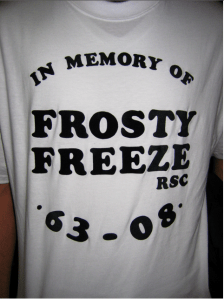 IN MEMORY OF
FROSTY
FREEZE
RSC
·63-08·